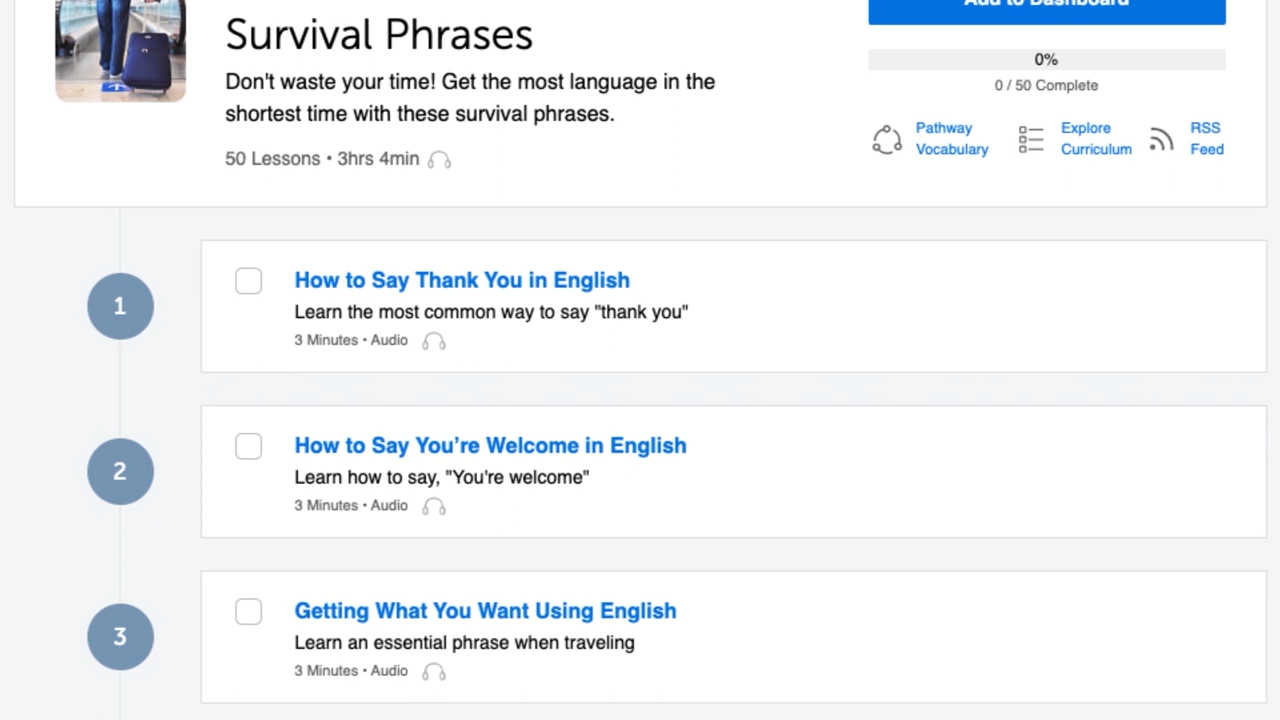 Add to Dashboard
Survival Phrases
Don't waste your time! Get the most language in the
shortest time with these survival phrases.
50 Lessons • 3hrs 4min
0%
0 / 50 Complete
Pathway
Vocabulary
Explore
Curriculum
RSS
Feed
1
How to Say Thank You in English
Learn the most common way to say "thank you"
3 Minutes • Audio
2
How to Say You’re Welcome in English
Learn how to say, "You're welcome"
3 Minutes • Audio
3
Getting What You Want Using English
Learn an essential phrase when traveling
3 Minutes • Audio